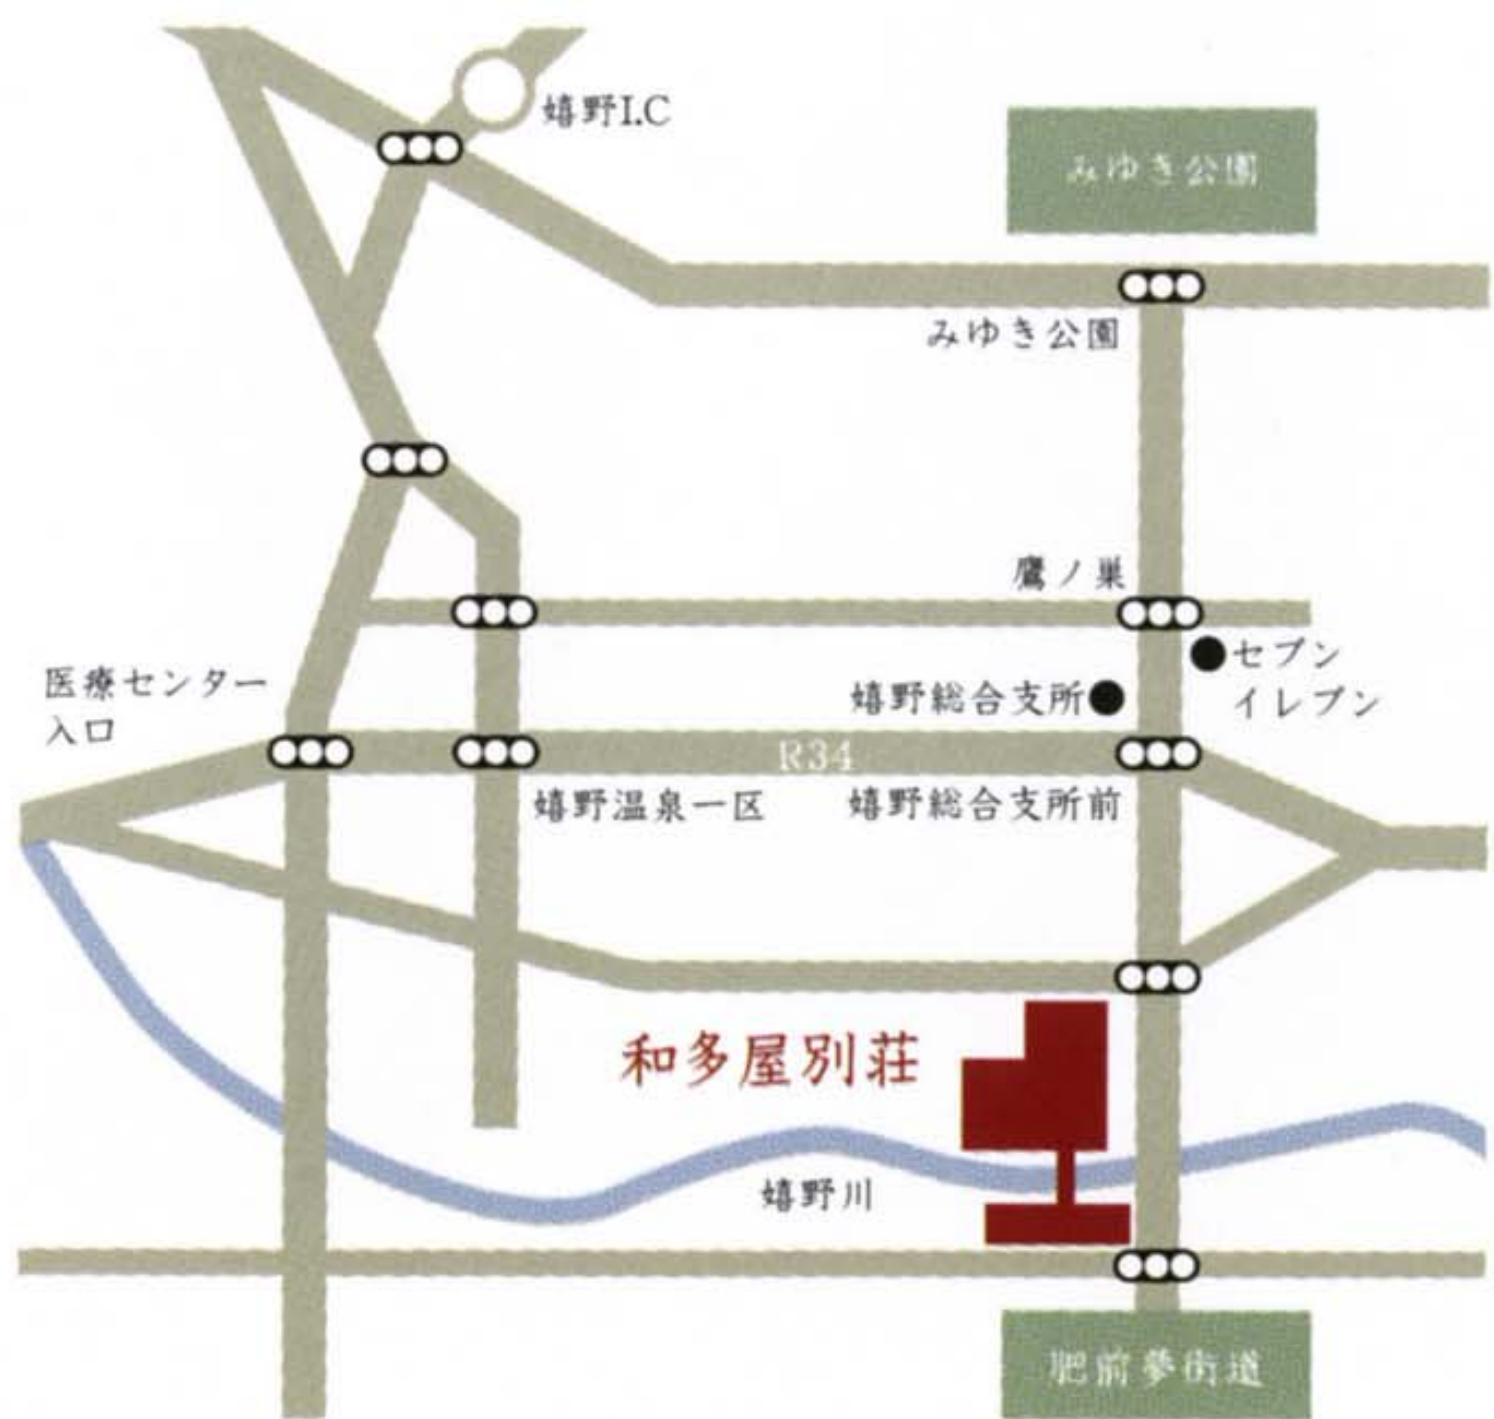 嬉野I.C
みゆき公園
みゆき公園
鷹ノ巣
セブン
イレブン
医療センター
入口
嬉野総合支所
R34
嬉野温泉一区
嬉野総合支所前
和多屋別荘
嬉野川
肥前夢街道